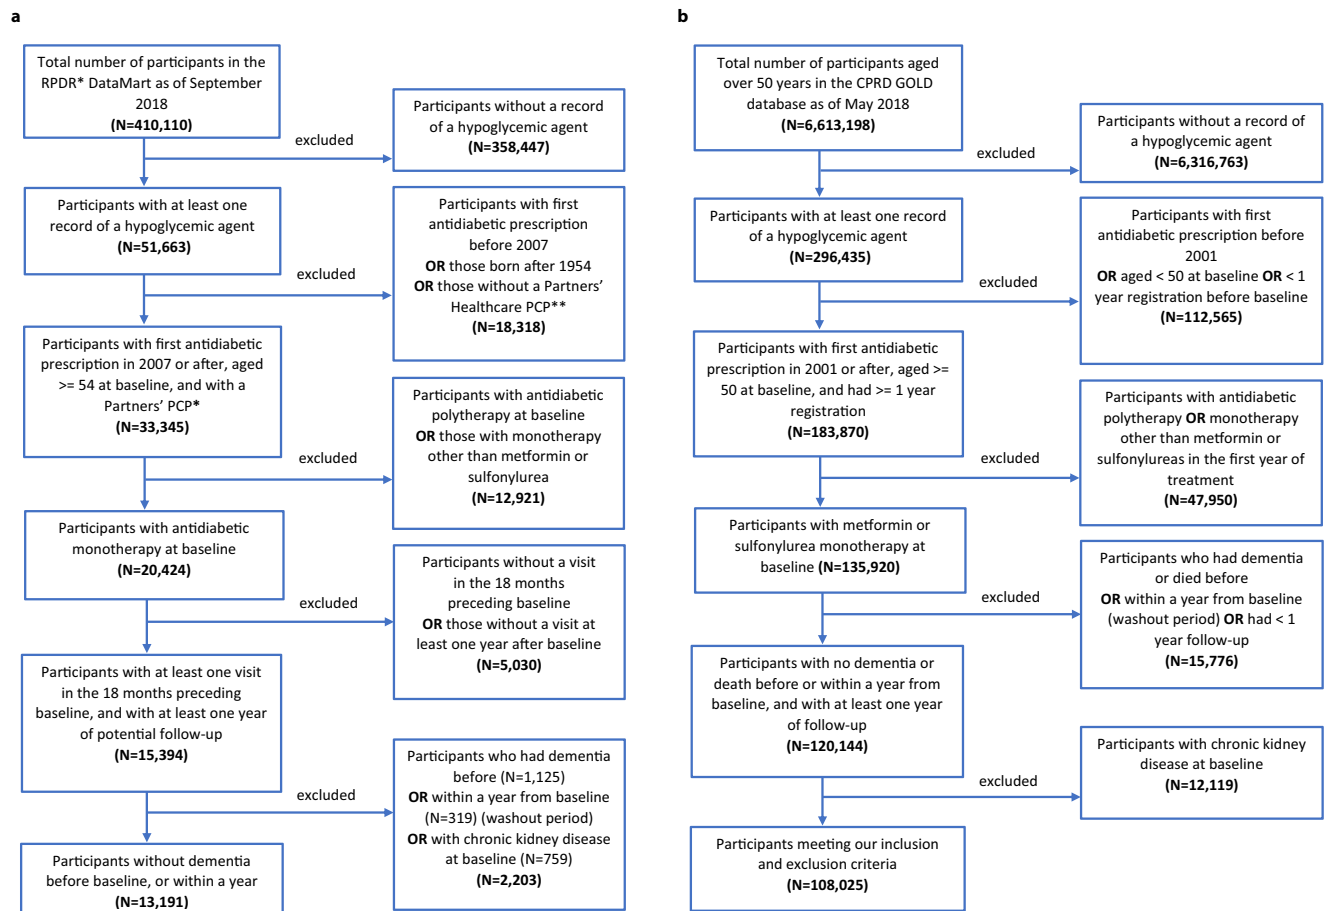 a
Total number of participants in the
RPDR* DataMart as of September
2018
(N=410,110)
excluded
Participants without a record
of a hypoglycemic agent
(N=358,447)
Participants with at least one
record of a hypoglycemic agent
(N=51,663)
excluded
Participants with first
antidiabetic prescription
before 2007
OR those born after 1954
OR those without a Partners’
Healthcare PCP**
(N=18,318)
Participants with first antidiabetic
prescription in 2007 or after, aged
>= 54 at baseline, and with a
Partners’ PCP*
(N=33,345)
excluded
Participants with antidiabetic
polytherapy at baseline
OR those with monotherapy
other than metformin or
sulfonylurea
(N=12,921)
Participants with antidiabetic
monotherapy at baseline
(N=20,424)
excluded
Participants without a visit
in the 18 months
preceding baseline
OR those without a visit at
least one year after baseline
(N=5,030)
Participants with at least one visit
in the 18 months preceding
baseline, and with at least one year
of potential follow-up
(N=15,394)
excluded
Participants who had dementia
before (N=1,125)
OR within a year from baseline
(N=319) (washout period)
OR with chronic kidney disease
at baseline (N=759)
(N=2,203)
Participants without dementia
before baseline, or within a year
(N=13,191)
b
Total number of participants aged
over 50 years in the CPRD GOLD
database as of May 2018
(N=6,613,198)
excluded
Participants without a record of
a hypoglycemic agent
(N=6,316,763)
Participants with at least one record
of a hypoglycemic agent
(N=296,435)
excluded
Participants with first
antidiabetic prescription before
2001
OR aged < 50 at baseline OR < 1
year registration before baseline
(N=112,565)
Participants with first antidiabetic
prescription in 2001 or after, aged >=
50 at baseline, and had >= 1 year
registration
(N=183,870)
excluded
Participants with antidiabetic
polytherapy OR monotherapy
other than metformin or
sulfonylureas in the first year of
treatment
(N=47,950)
Participants with metformin or
sulfonylurea monotherapy at
baseline (N=135,920)
excluded
Participants who had dementia
or died before
OR within a year from baseline
(washout period) OR had < 1
year follow-up
(N=15,776)
Participants with no dementia or
death before or within a year from
baseline, and with at least one year
of follow-up
(N=120,144)
excluded
Participants with chronic kidney
disease at baseline
(N=12,119)
Participants meeting our inclusion
and exclusion criteria
(N=108,025)